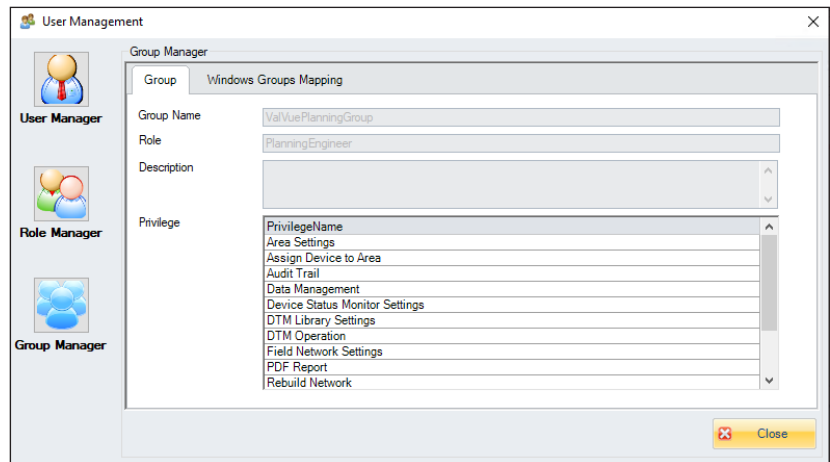 User Management
User Manager
Role Manager
Group Manager
Group Manager
Group Windows Groups Mapping
Group Name ValVuePlanningGroup
Role PlanningEngineer
Description
Privilege
PrivilegeName
Area Settings
Assign Device to Area
Audit Trail
Data Management
Device Status Monitor Settings
DTM Library Settings
DTM Operation
Field Network Settings
PDF Report
Rebuild Network
Close